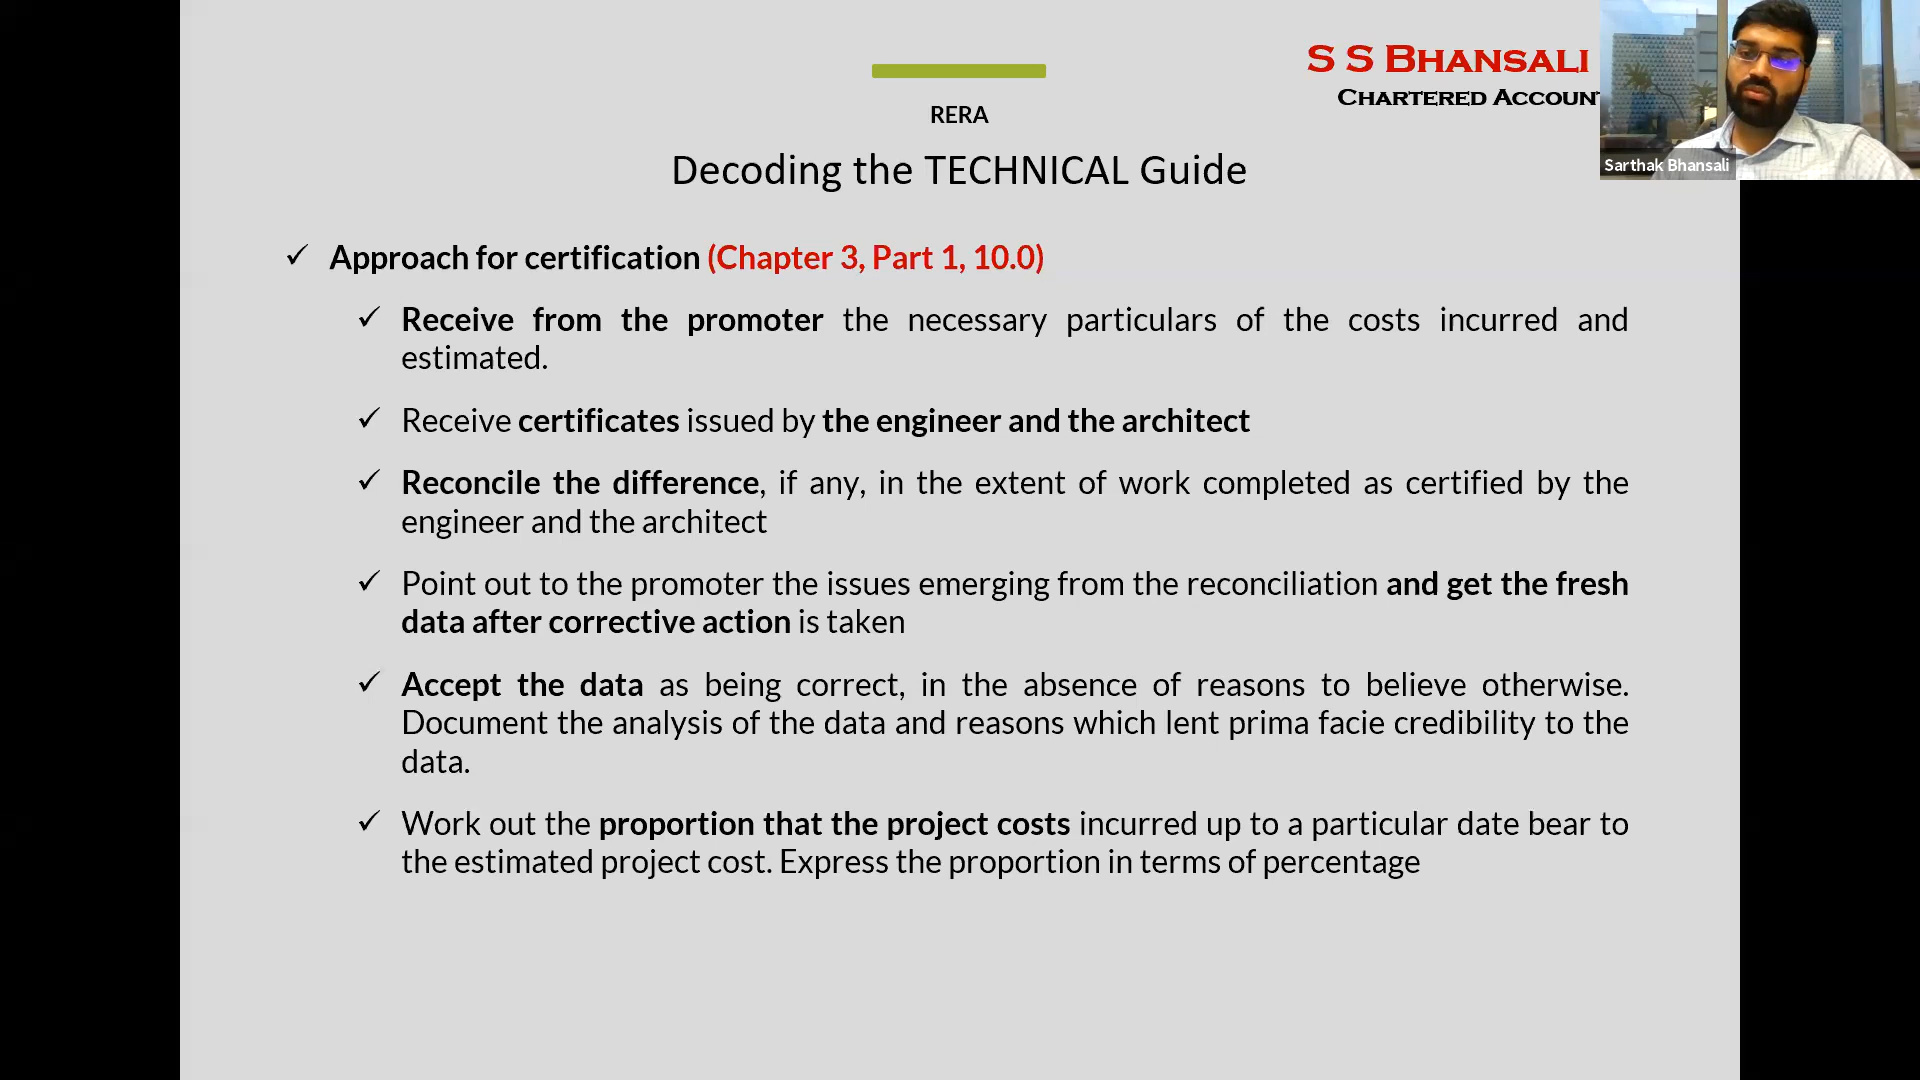 S S BHANSALI
CHARTERED ACCOUN
Sarthak Bhansali
RERA
Decoding the TECHNICAL Guide
✓ Approach for certification (Chapter 3, Part 1, 10.0)
✓ Receive from the promoter the necessary particulars of the costs incurred and
estimated.
✓ Receive certificates issued by the engineer and the architect
✓ Reconcile the difference, if any, in the extent of work completed as certified by the
engineer and the architect
✓ Point out to the promoter the issues emerging from the reconciliation and get the fresh
data after corrective action is taken
✓ Accept the data as being correct, in the absence of reasons to believe otherwise.
Document the analysis of the data and reasons which lent prima facie credibility to the
data.
✓ Work out the proportion that the project costs incurred up to a particular date bear to
the estimated project cost. Express the proportion in terms of percentage